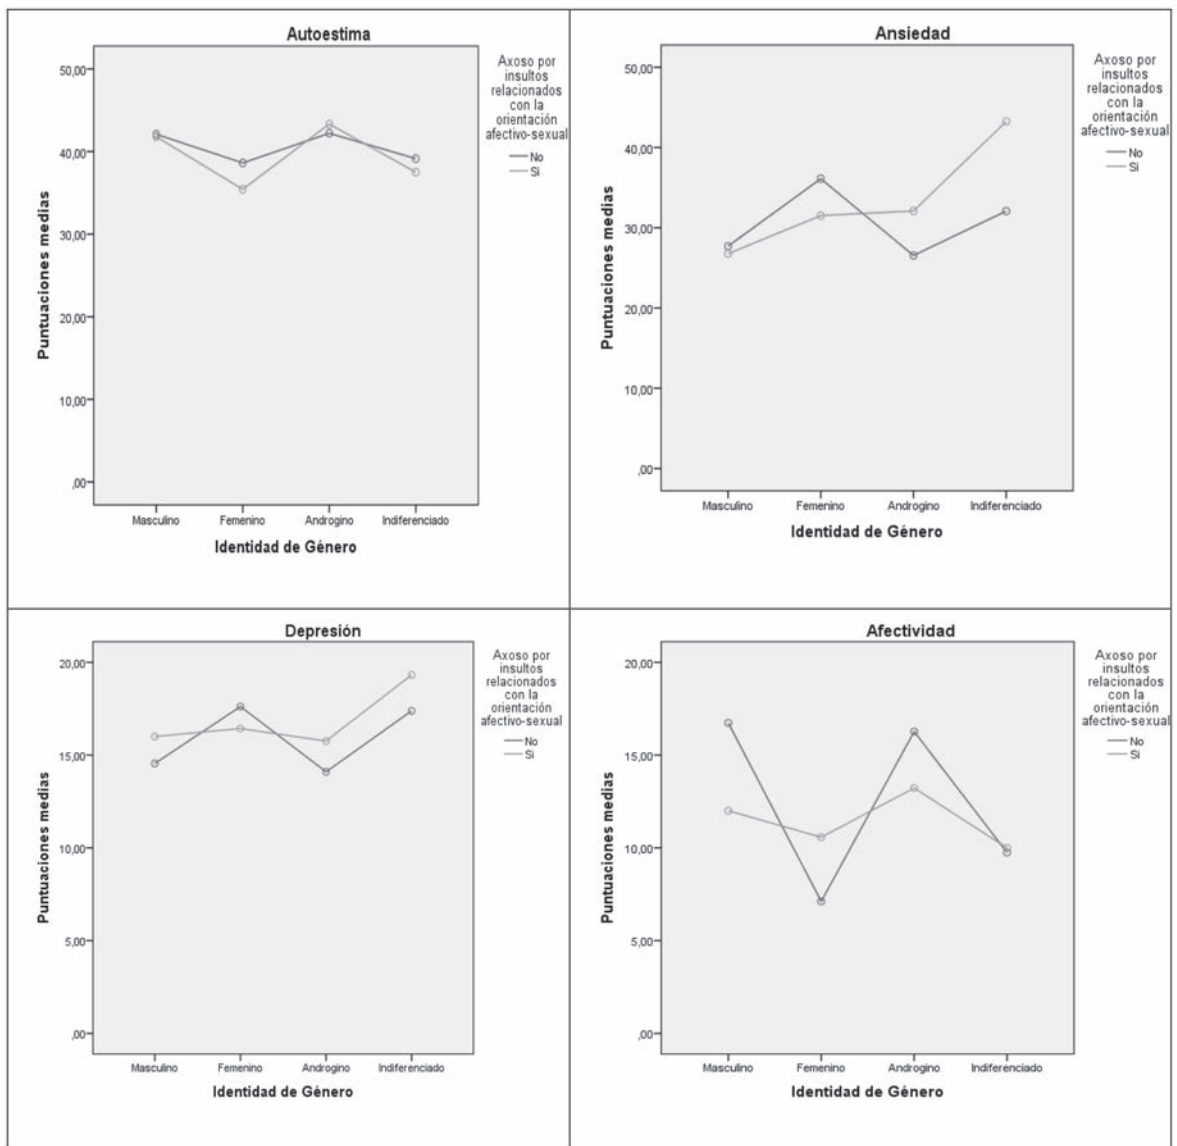 Autoestima
50,00
40,00
30,00
20,00
10,00
,00
Puntuaciones medias
Masculino Femenino Androgino Indiferenciado
Identidad de Género
Axoso por
insultos
relacionados
con la
orientación
afectivo-sexual
No
Si
Ansiedad
50,00
40,00
30,00
20,00
10,00
,00
Puntuaciones medias
Masculino Femenino Androgino Indiferenciado
Identidad de Género
Axoso por
insultos
relacionados
con la
orientación
afectivo-sexual
No
Si
Depresión
20,00
15,00
10,00
5,00
,00
Puntuaciones medias
Masculino Femenino Androgino Indiferenciado
Identidad de Género
Axoso por
insultos
relacionados
con la
orientación
afectivo-sexual
No
Si
Afectividad
20,00
15,00
10,00
5,00
,00
Puntuaciones medias
Masculino Femenino Androgino Indiferenciado
Identidad de Género
Axoso por
insultos
relacionados
con la
orientación
afectivo-sexual
No
Si